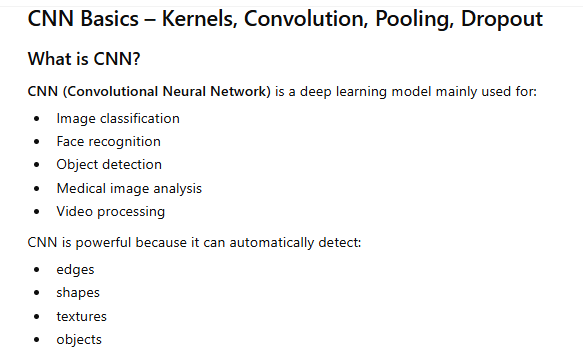 CNN Basics – Kernels, Convolution, Pooling, Dropout
What is CNN?
CNN (Convolutional Neural Network) is a deep learning model mainly used for:
• Image classification
• Face recognition
• Object detection
• Medical image analysis
• Video processing
CNN is powerful because it can automatically detect:
• edges
• shapes
• textures
• objects